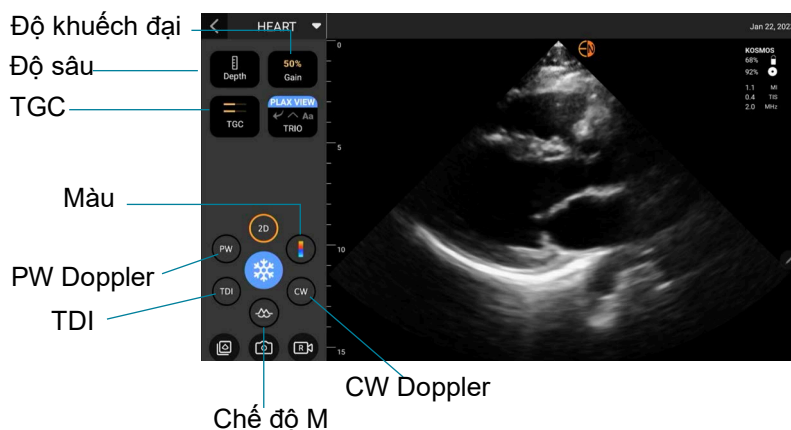 Độ khuếch đại
Độ sâu
TGC
Màu
PW Doppler
TDI
CW Doppler
Chế độ M
HEART
Jan 22, 202
Depth
50%
Gain
TGC
PLAX VIEW
Aa
TRIO
2D
PW
TDI
CW
R
0
5
10
15
KOSMOS
68%
92%
1.1 MI
0.4 TIS
2.0 MHz